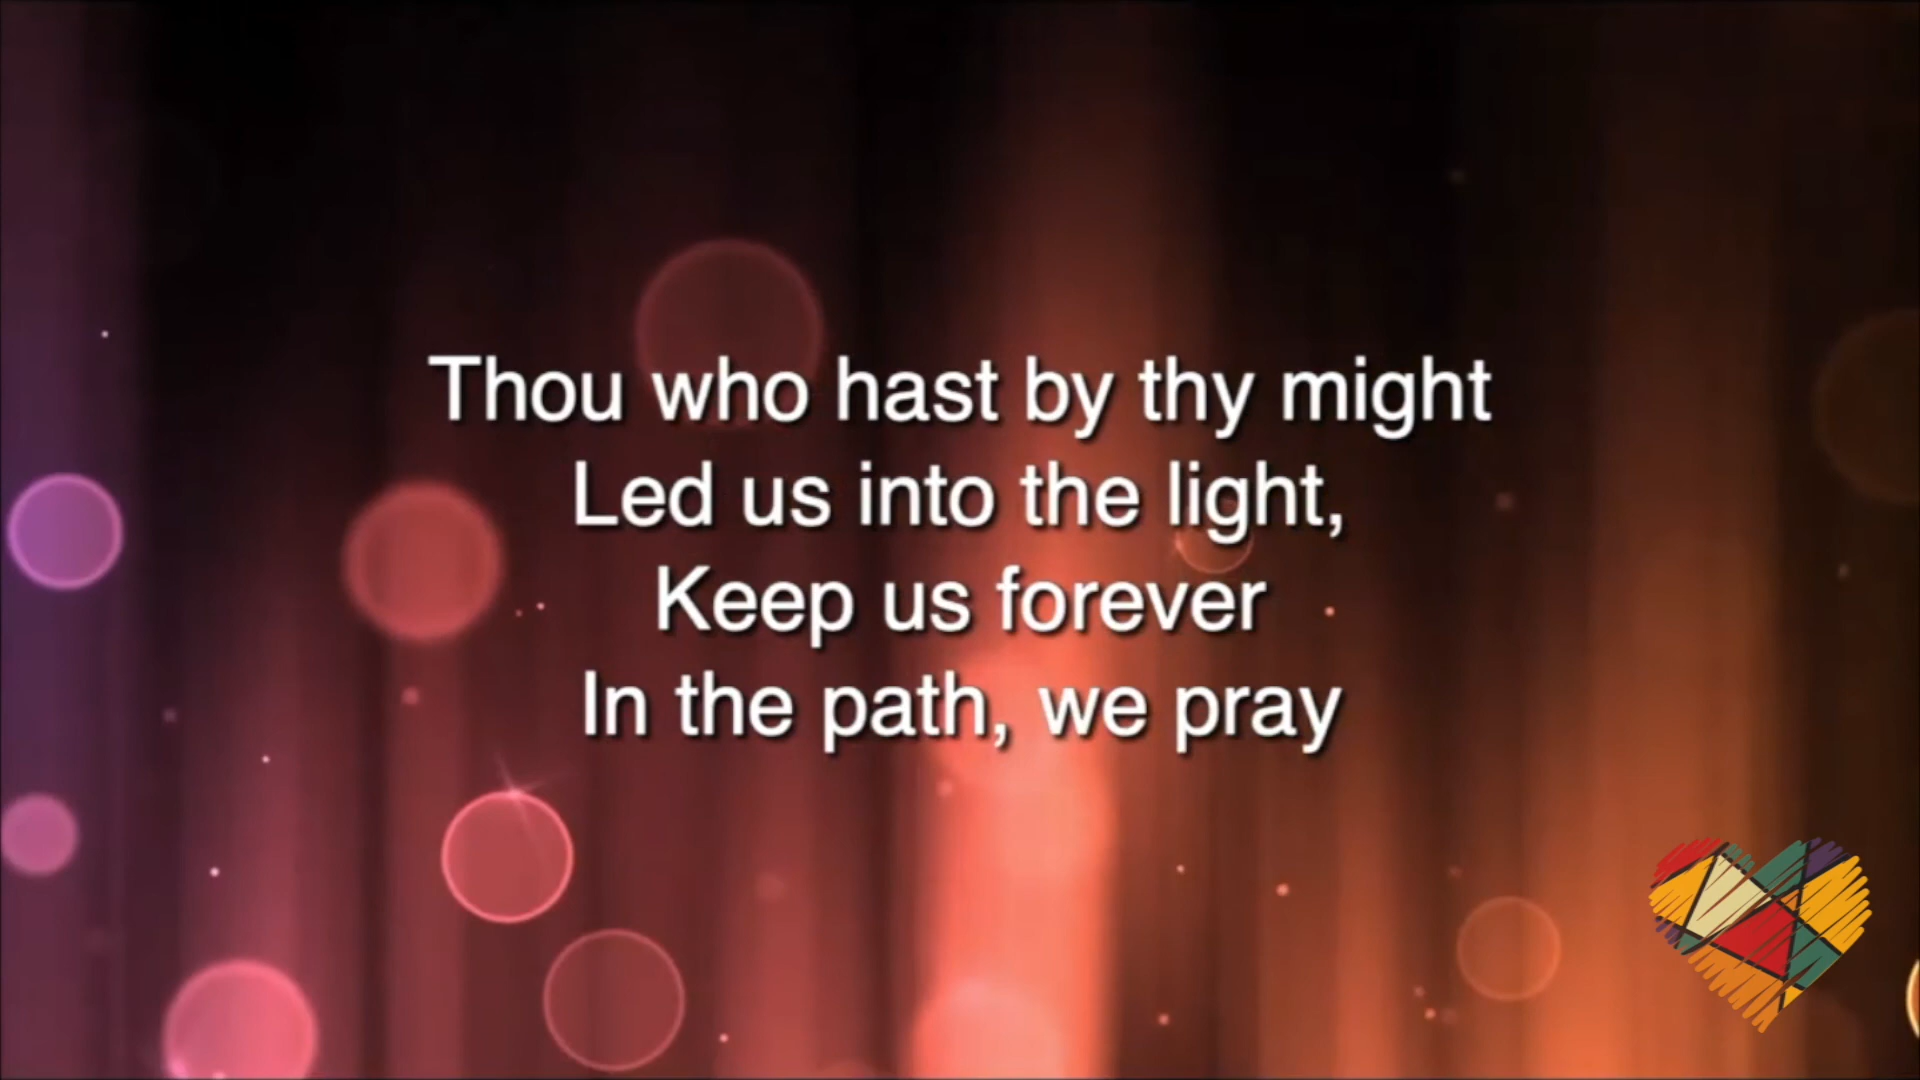 Thou who hast by thy might
Led us into the light,
Keep us forever
In the path, we pray